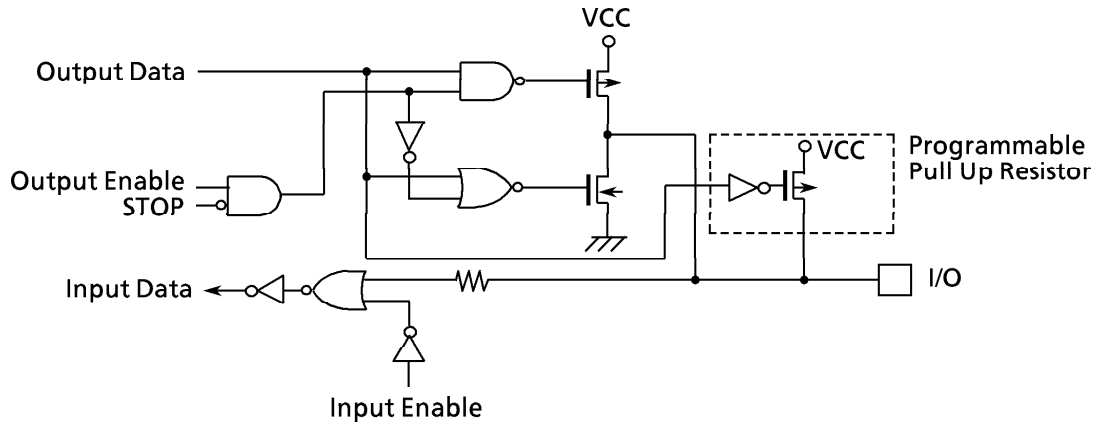 VCC
Output Data
VCC
Programmable
Pull Up Resistor
Output Enable
STOP
Input Data
I/O
Input Enable